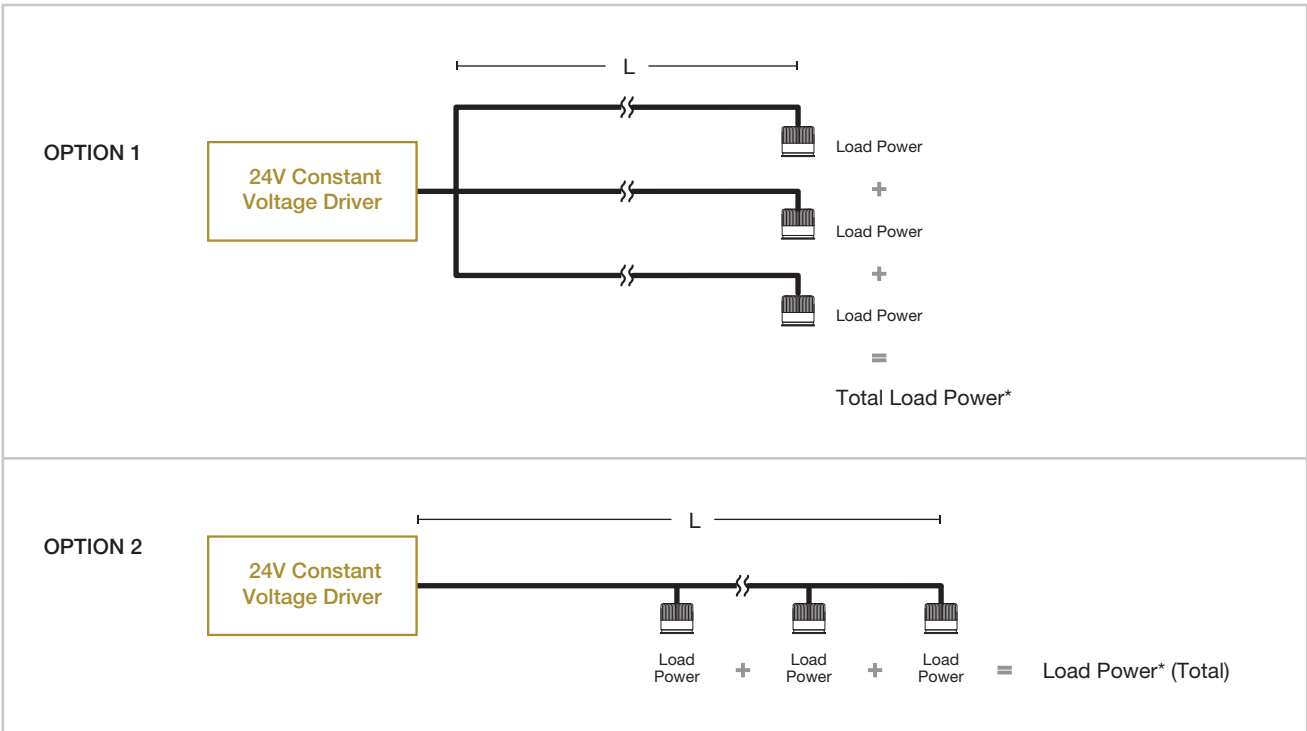 L
OPTION 1
24V Constant
Voltage Driver
Load Power
+
Load Power
+
Load Power
=
Total Load Power*
L
OPTION 2
24V Constant
Voltage Driver
Load
Power
+
Load
Power
+
Load
Power
=
Load Power* (Total)